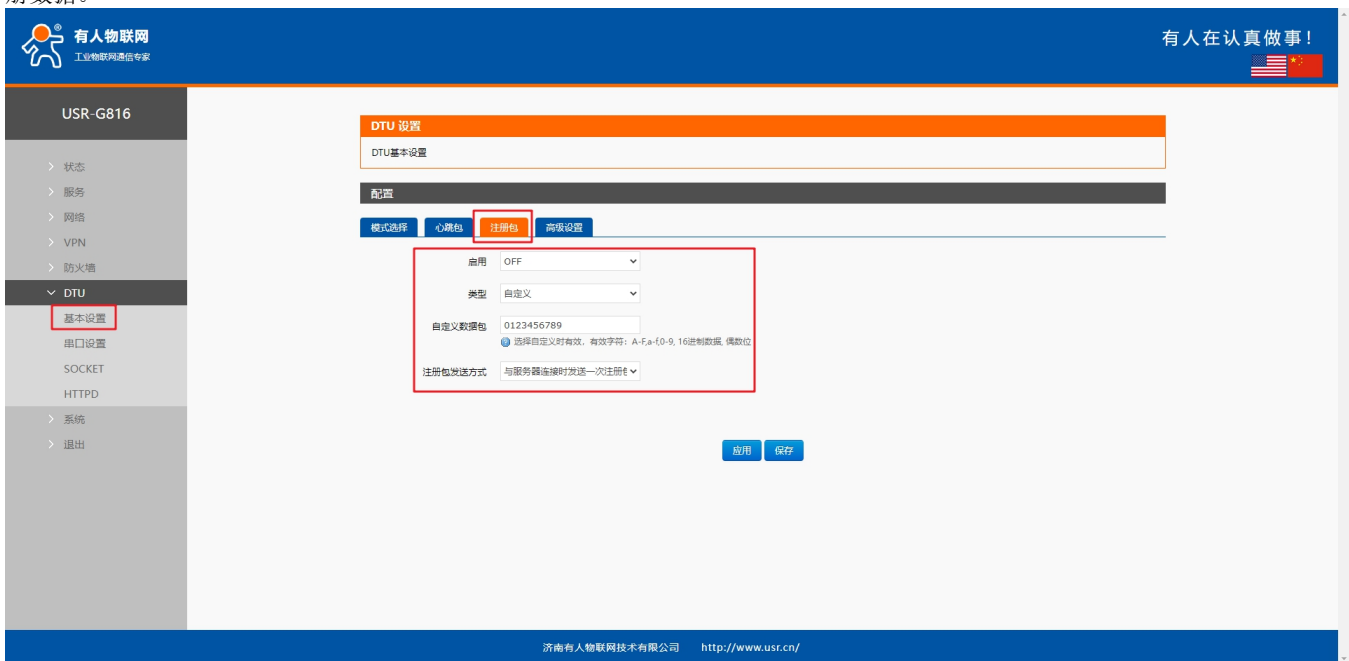 册数据。
有人物联网
®
工业物联网通信专家
有人在认真做事！
USR-G816
状态
服务
网络
VPN
防火墙
DTU
基本设置
串口设置
SOCKET
HTTPD
系统
退出
DTU 设置
DTU基本设置
配置
模式选择 心跳包 注册包 高级设置
启用 OFF
类型 自定义
自定义数据包 0123456789
选择自定义时有效，有效字符：A-F,a-f,0-9, 16进制数据, 偶数位
注册包发送方式 与服务器连接时发送一次注册
应用 保存
济南有人物联网技术有限公司 http://www.usr.cn/